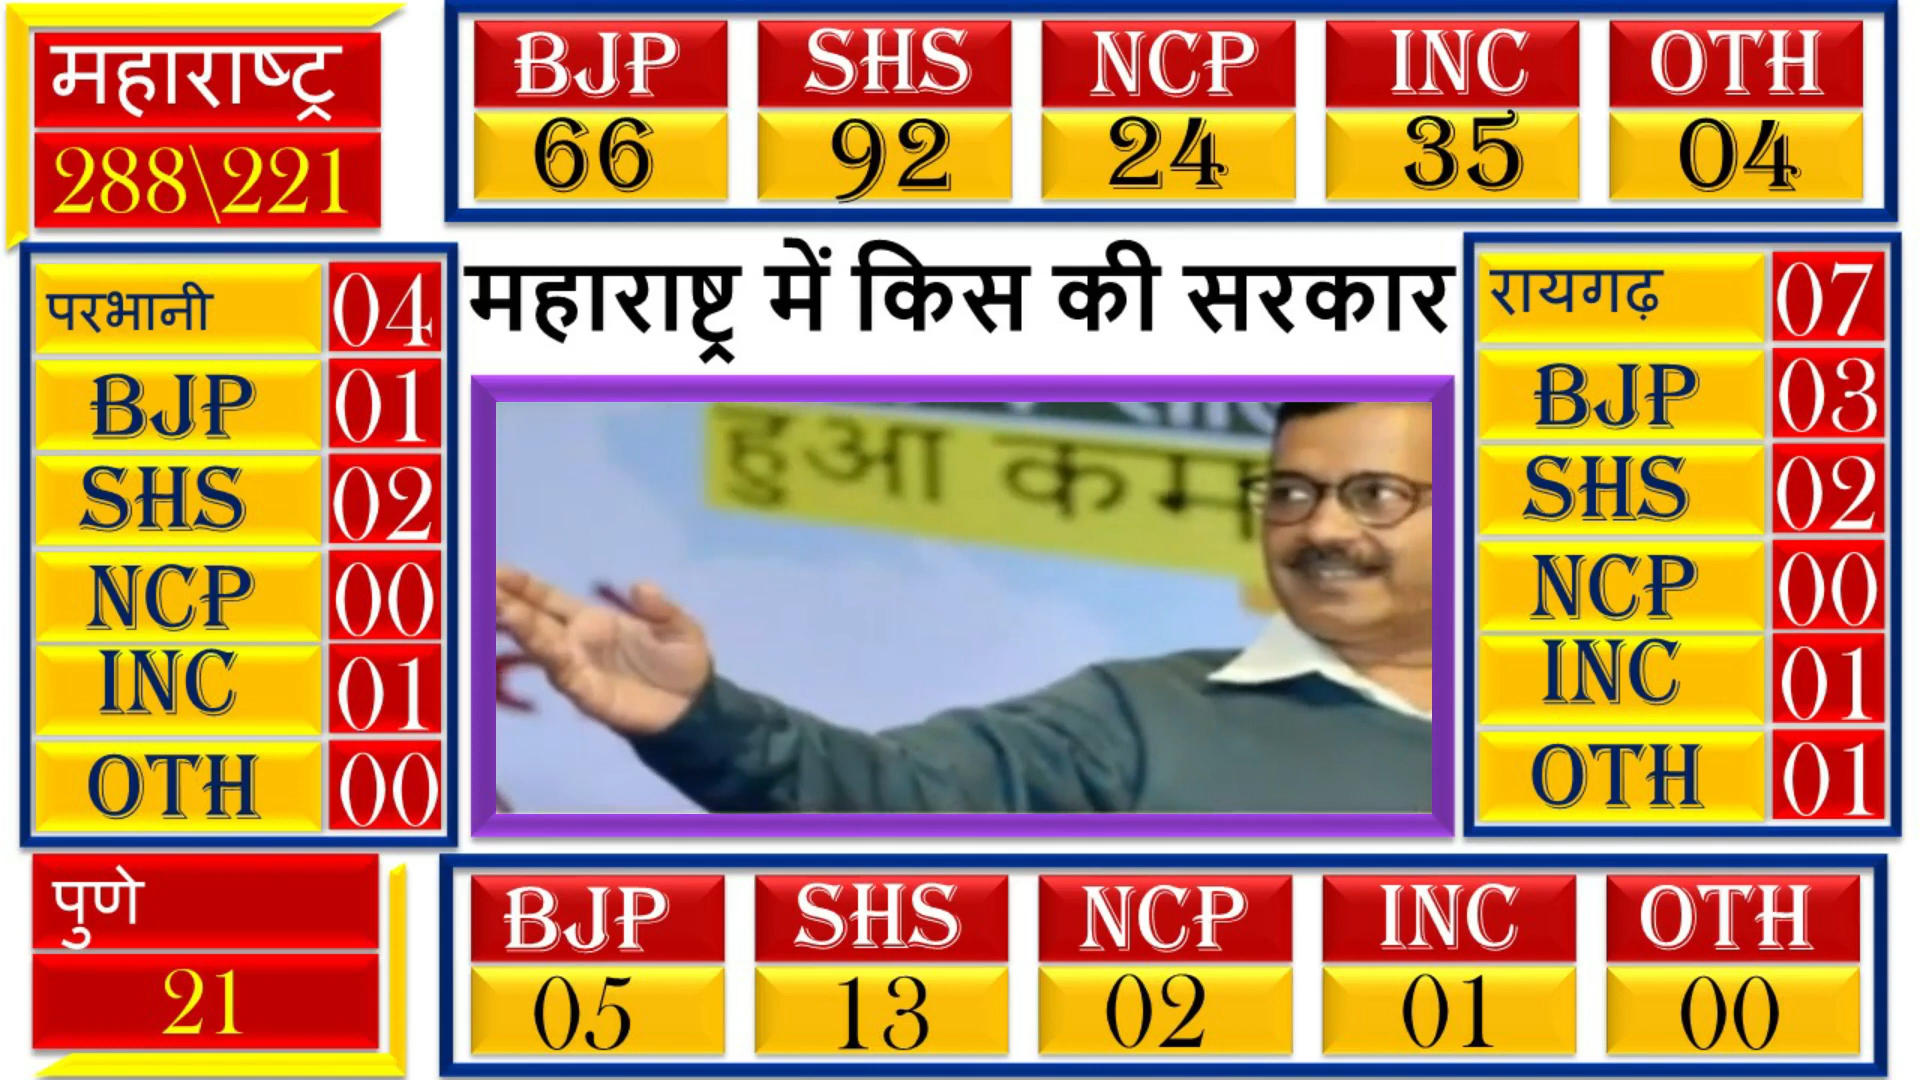 महाराष्ट्र
288\221
BJP SHS NCP INC OTH
66 92 24 35 04
महाराष्ट्र में किस की सरकार
परभानी 04
BJP 01
SHS 02
NCP 00
INC 01
OTH 00
हुआ कम
रायगढ़ 07
BJP 03
SHS 02
NCP 00
INC 01
OTH 01
पुणे
21
BJP SHS NCP INC OTH
05 13 02 01 00